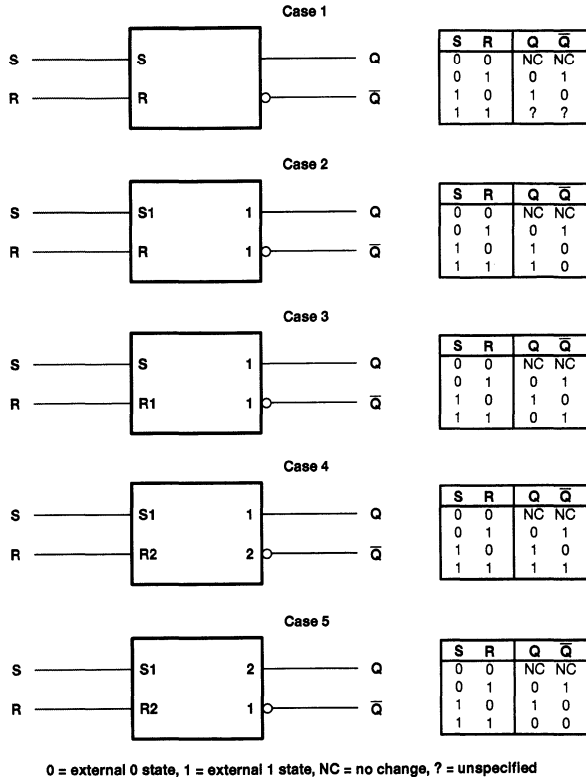 Case 1
S S Q
R R Q̅
S R Q Q̅
0 0 NC NC
0 1 0 1
1 0 1 0
1 1 ? ?
Case 2
S S1 1 Q
R R 1 Q̅
S R Q Q̅
0 0 NC NC
0 1 0 1
1 0 1 0
1 1 1 0
Case 3
S S 1 Q
R R1 1 Q̅
S R Q Q̅
0 0 NC NC
0 1 0 1
1 0 1 0
1 1 0 1
Case 4
S S1 1 Q
R R2 2 Q̅
S R Q Q̅
0 0 NC NC
0 1 0 1
1 0 1 0
1 1 1 1
Case 5
S S1 2 Q
R R2 1 Q̅
S R Q Q̅
0 0 NC NC
0 1 0 1
1 0 1 0
1 1 0 0
0 = external 0 state, 1 = external 1 state, NC = no change, ? = unspecified